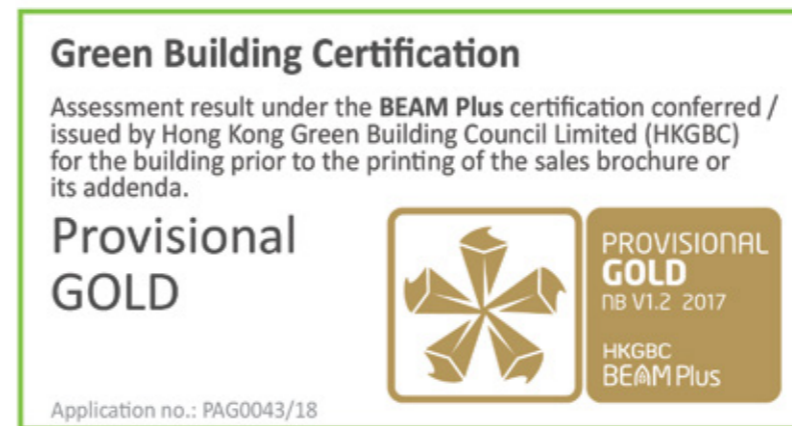 Green Building Certification
Assessment result under the BEAM Plus certification conferred /
issued by Hong Kong Green Building Council Limited (HKGBC)
for the building prior to the printing of the sales brochure or
its addenda.
Provisional
GOLD
PROVISIONAL
GOLD
NB V1.2 2017
HKGBC
BEAM Plus
Application no.: PAG0043/18